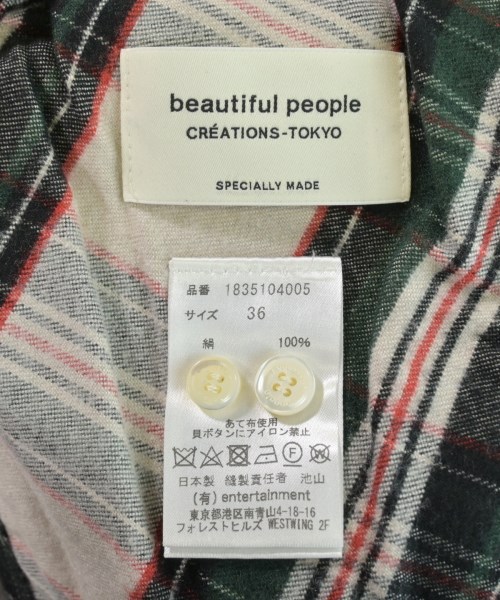 beautiful people
CRÉATIONS-TOKYO
SPECIALLY MADE
品番 1835104005
サイズ 36
絹 100%
あて布使用
貝ボタンにアイロン禁止
日本製 縫製責任者 池山
(有) entertainment
東京都港区南青山4-18-16
フォレストヒルズ WESTWING 2F